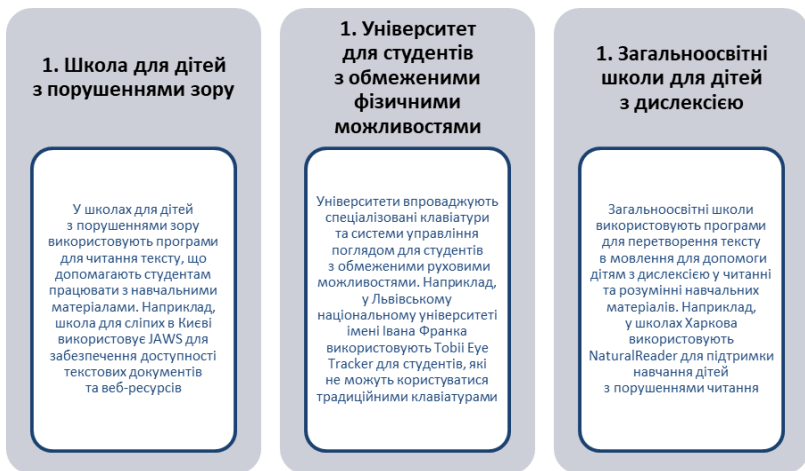 1. Школа для дітей
з порушеннями зору
У школах для дітей
з порушеннями зору
використовують програми
для читання тексту, що
допомагають студентам
працювати з навчальними
матеріалами. Наприклад,
школа для сліпих в Києві
використовує JAWS для
забезпечення доступності
текстових документів
та веб-ресурсів
1. Університет
для студентів
з обмеженими
фізичними
можливостями
Університети впроваджують
спеціалізовані клавіатури
та системи управління
поглядом для студентів
з обмеженими руховими
можливостями. Наприклад,
у Львівському
національному університеті
імені Івана Франка
використовують Tobii Eye
Tracker для студентів, які
не можуть користуватися
традиційними клавіатурами
1. Загальноосвітні
школи для дітей
з дислексією
Загальноосвітні школи
використовують програми
для перетворення тексту
в мовлення для допомоги
дітям з дислексією у читанні
та розумінні навчальних
матеріалів. Наприклад,
у школах Харкова
використовують
NaturalReader для підтримки
навчання дітей
з порушеннями читання